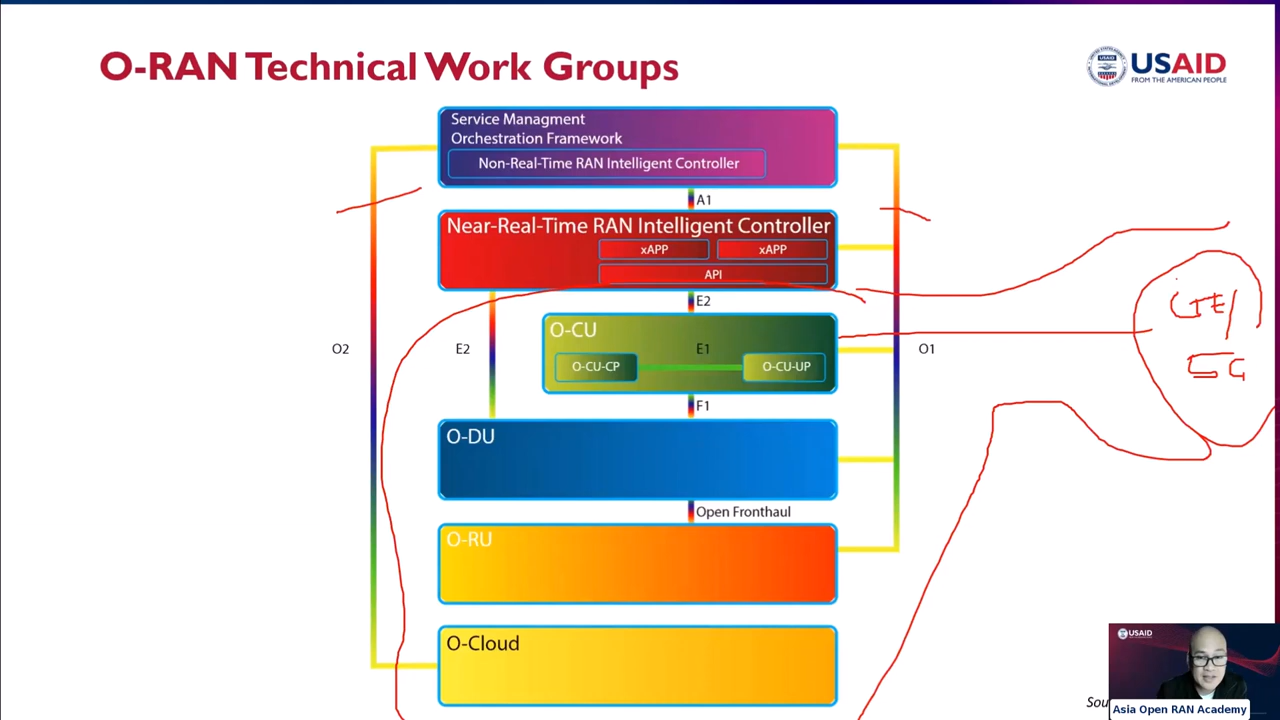 O-RAN Technical Work Groups
USAID
FROM THE AMERICAN PEOPLE
Service Managment
Orchestration Framework
Non-Real-Time RAN Intelligent Controller
A1
Near-Real-Time RAN Intelligent Controller
xAPP
xAPP
API
E2
O-CU
O2
E2
E1
O1
O-CU-CP
O-CU-UP
F1
O-DU
Open Fronthaul
O-RU
O-Cloud
USAID
Asia Open RAN Academy